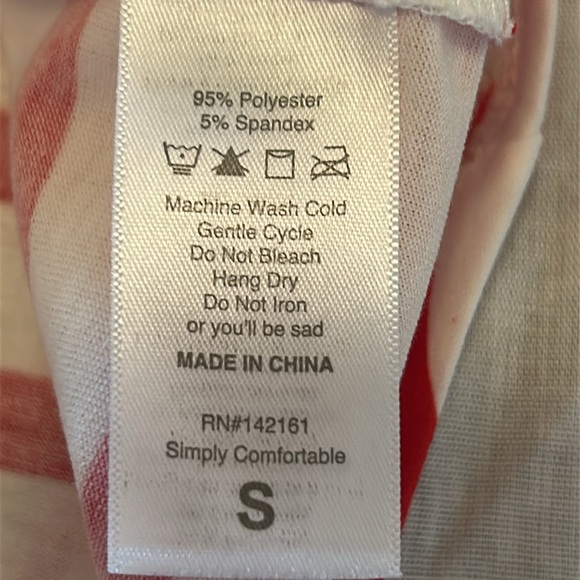 95% Polyester
5% Spandex
Machine Wash Cold
Gentle Cycle
Do Not Bleach
Hang Dry
Do Not Iron
or you'll be sad
MADE IN CHINA
RN#142161
Simply Comfortable
S